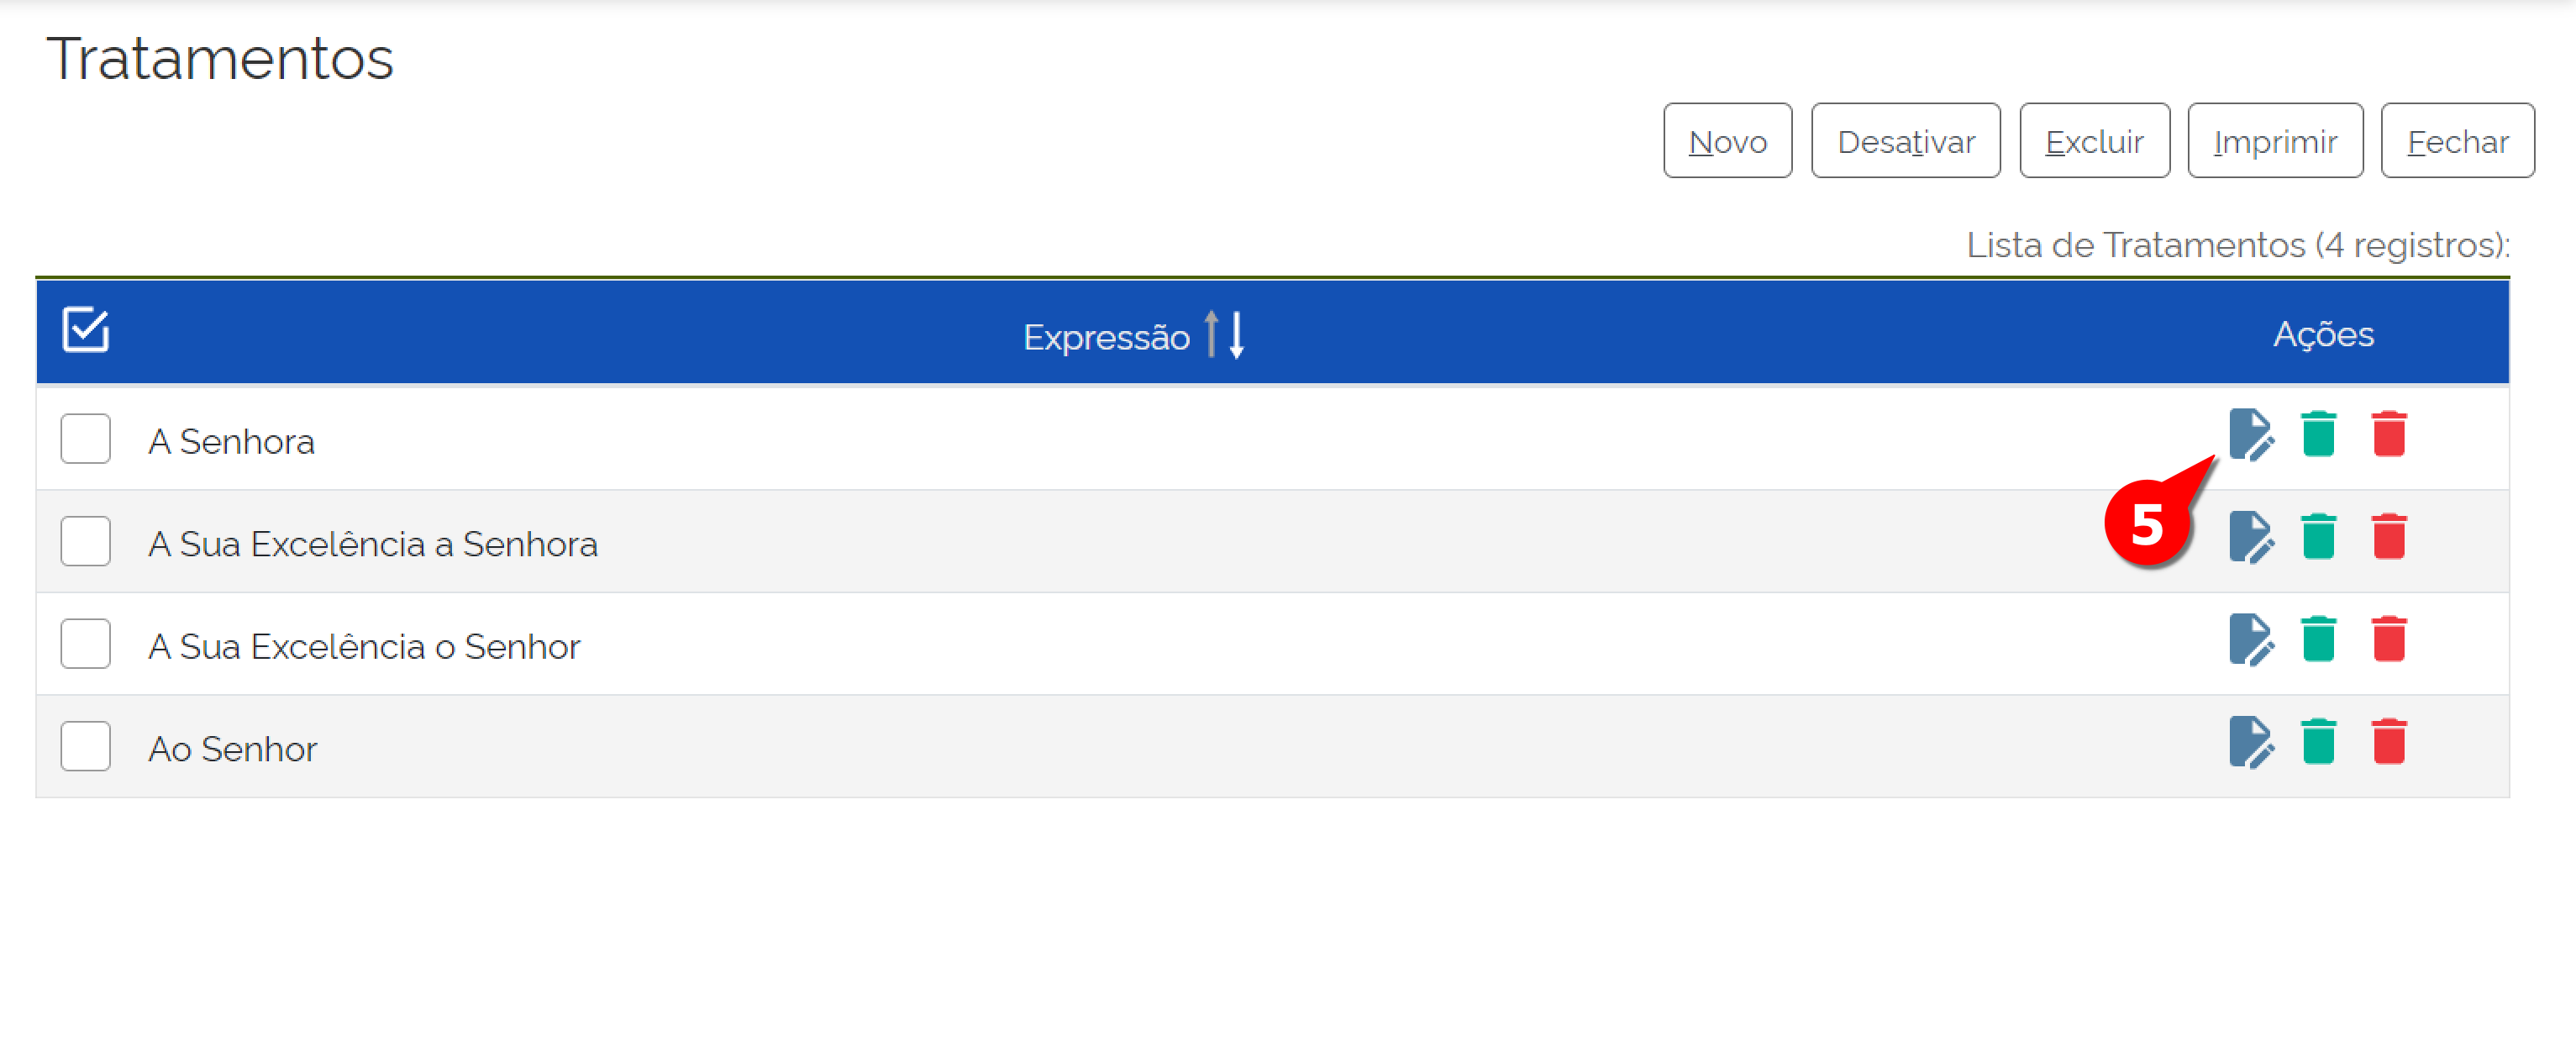 Tratamentos
Novo Desativar Excluir Imprimir Fechar
Lista de Tratamentos (4 registros):
Expressão Ações
A Senhora
5
A Sua Excelência a Senhora
A Sua Excelência o Senhor
Ao Senhor